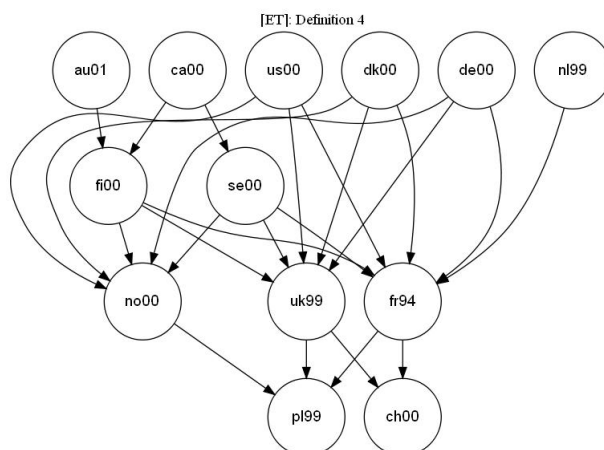 [ET]: Definition 4
au01 ca00 us00 dk00 de00 nl99
fi00 se00
no00 uk99 fr94
pl99 ch00